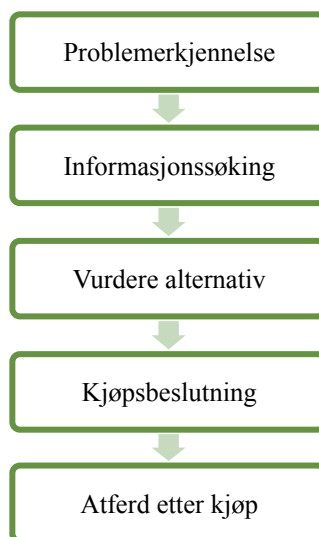 Problemerkjennelse
Informasjonssøking
Vurdere alternativ
Kjøpsbeslutning
Atferd etter kjøp